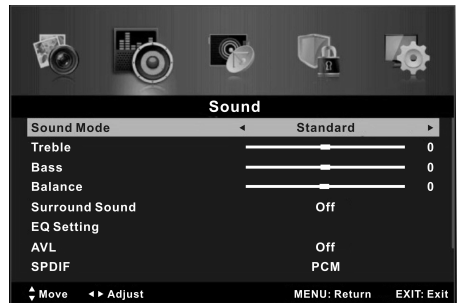 Sound
Sound Mode ◄ Standard ►
Treble 0
Bass 0
Balance 0
Surround Sound Off
EQ Setting
AVL Off
SPDIF PCM
▲▼ Move ◄► Adjust MENU: Return EXIT: Exit